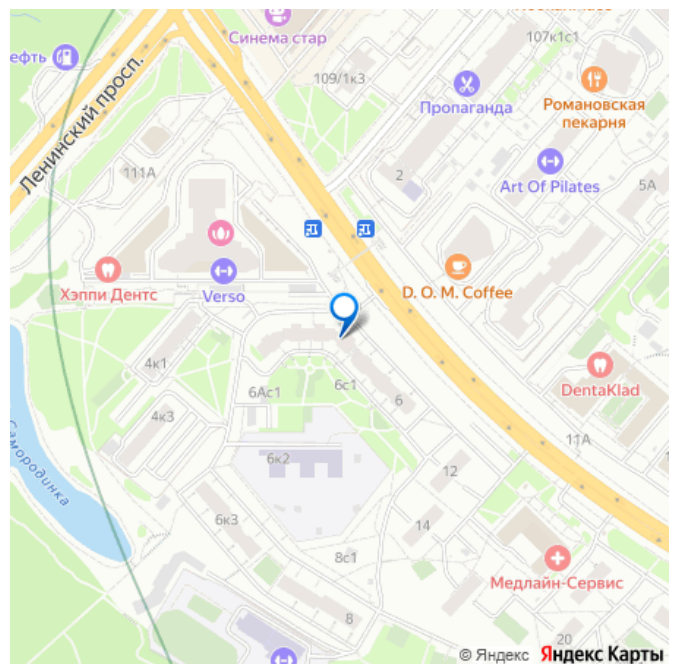 107к1с1
Синема стар
ефть
109/1к3
Пропаганда
Романовская
пекарня
Ленинский просп.
111А
2
Art Of Pilates
5А
Хэппи Дентс
Verso
D. O. M. Coffee
4к1
6Ас1
6с1
6
DentaKlad
4к3
11А
Самородинка
6к2
12
14
6к3
8с1
Медлайн-Сервис
8
20
© Яндекс Яндекс Карты